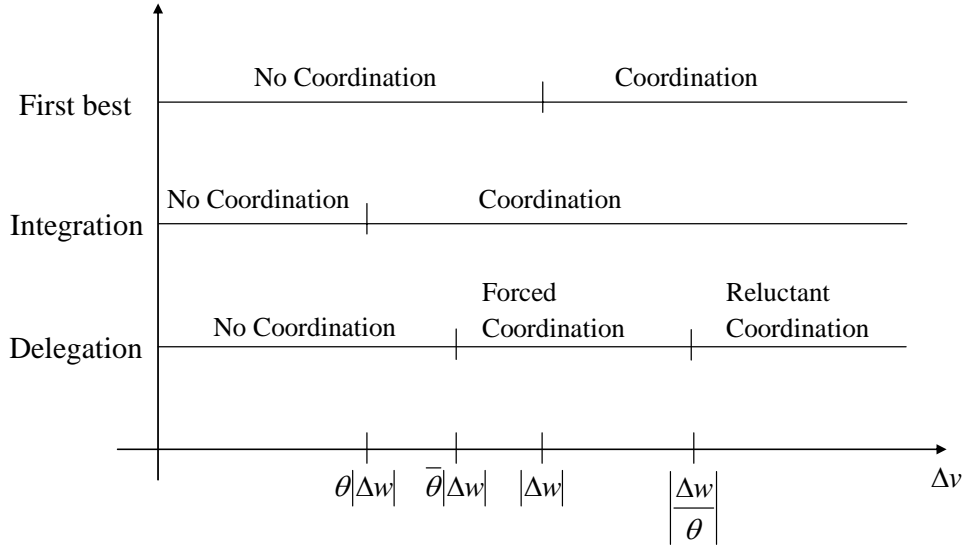 No Coordination Coordination
First best
No Coordination Coordination
Integration
Forced Reluctant
No Coordination Coordination Coordination
Delegation
θ|Δw| θ̅|Δw| |Δw| |Δw/θ| Δv